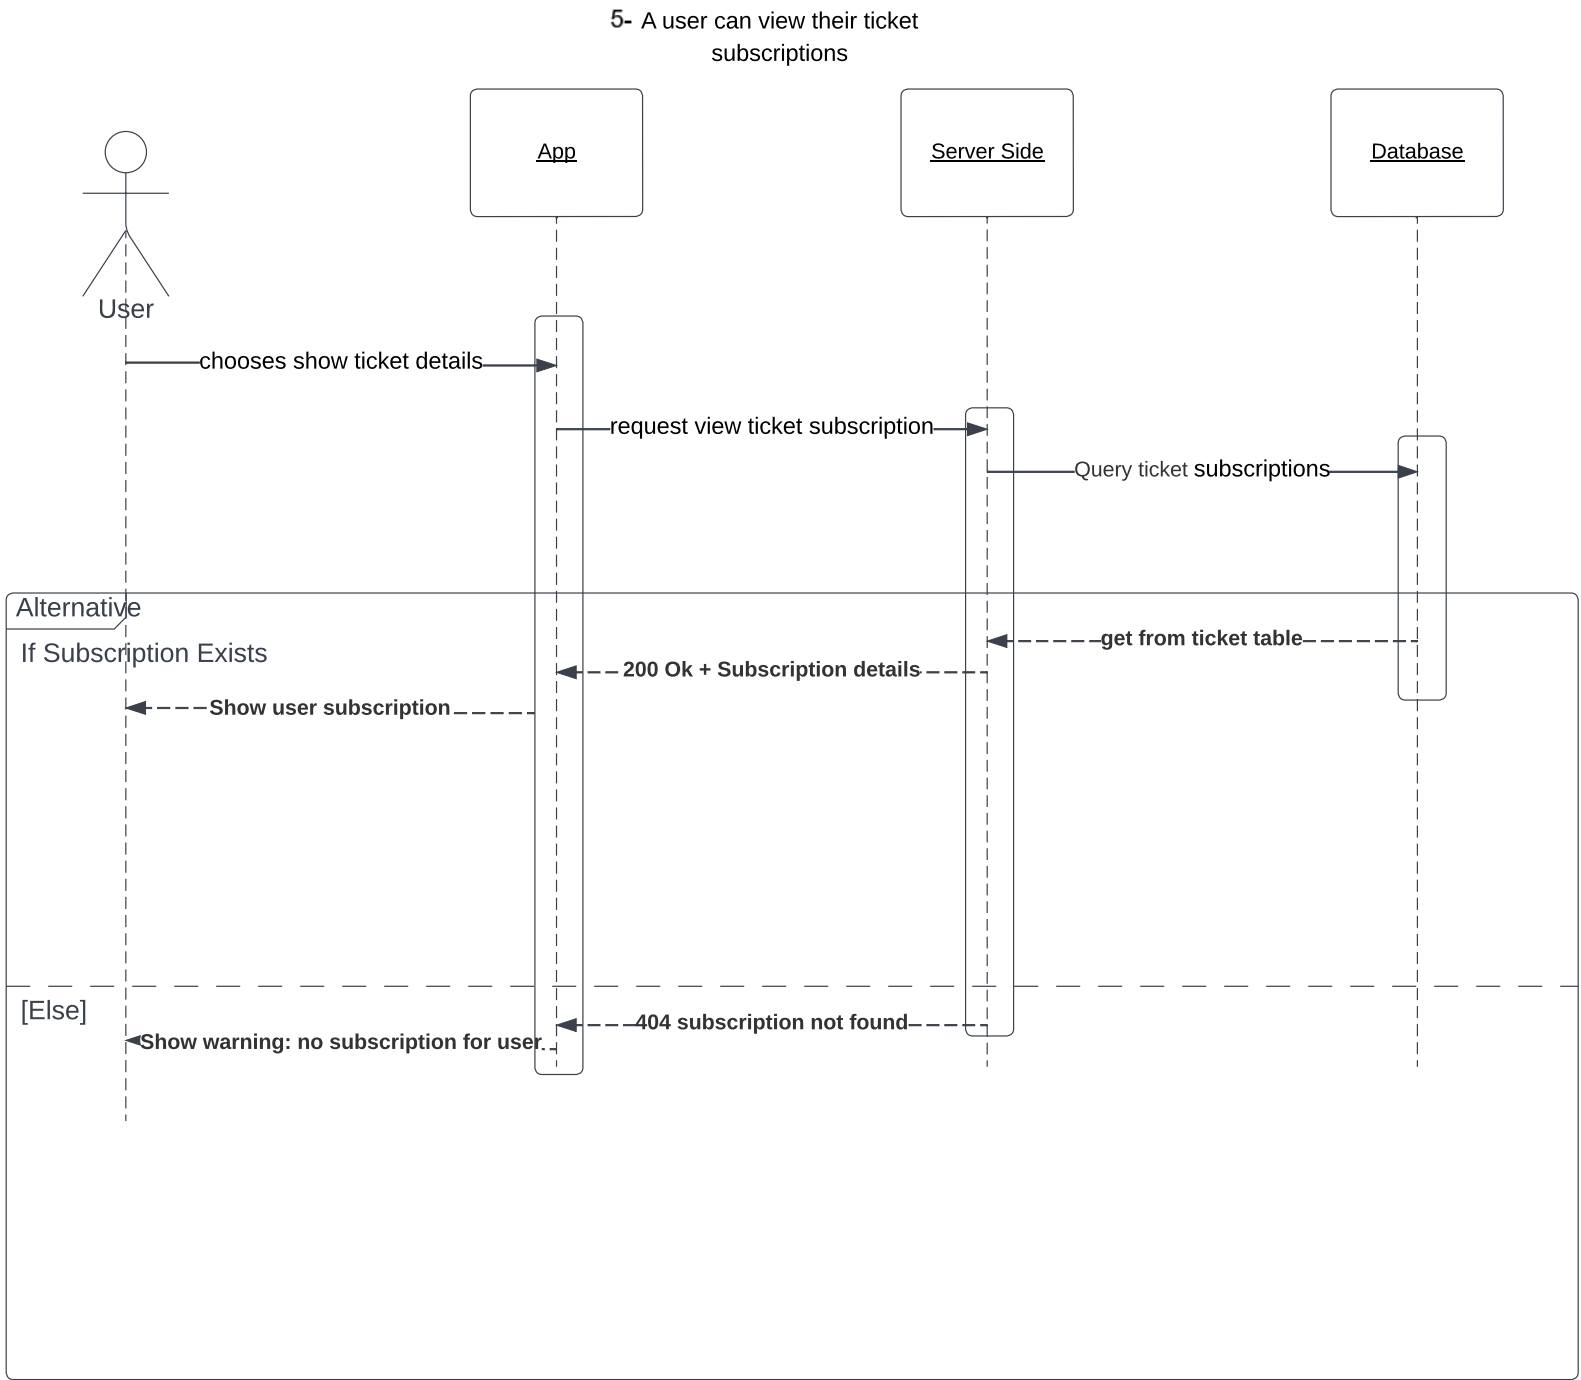 5- A user can view their ticket
subscriptions
App
Server Side
Database
User
chooses show ticket details
request view ticket subscription
Query ticket subscriptions
Alternative
If Subscription Exists
get from ticket table
200 Ok + Subscription details
Show user subscription
[Else]
404 subscription not found
Show warning: no subscription for user